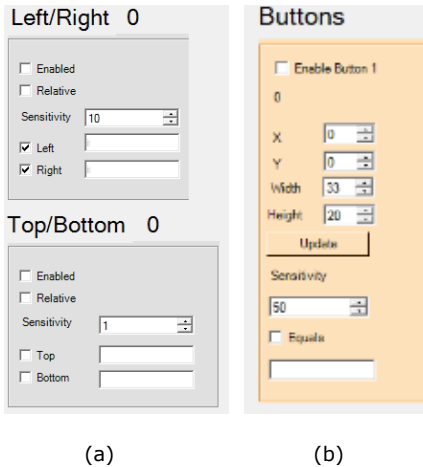 Left/Right 0
Enabled
Relative
Sensitivity 10
Left
Right
Top/Bottom 0
Enabled
Relative
Sensitivity 1
Top
Bottom
(a)
Buttons
Enable Button 1
0
X 0
Y 0
Width 33
Height 20
Update
Sensitivity
50
Equals
(b)